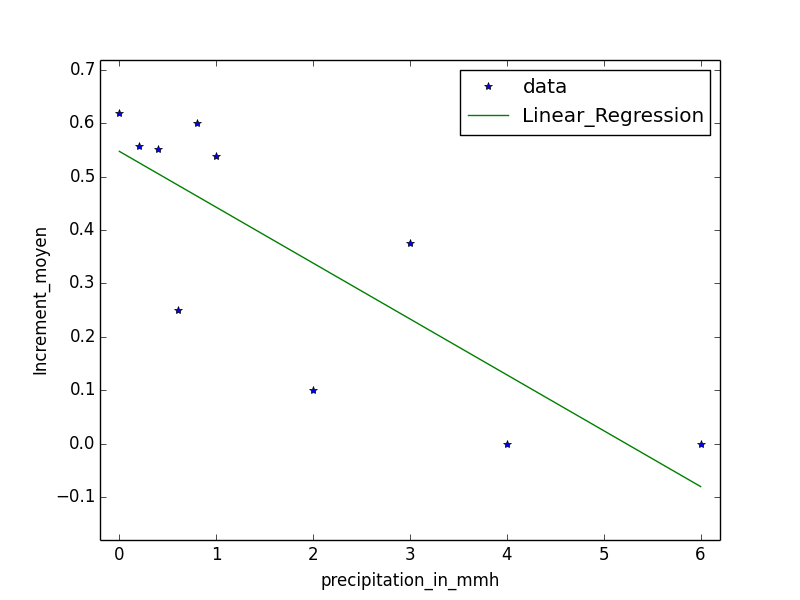 0.7
0.6
0.5
0.4
0.3
0.2
0.1
0.0
−0.1
Increment_moyen
data
Linear_Regression
0 1 2 3 4 5 6
precipitation_in_mmh